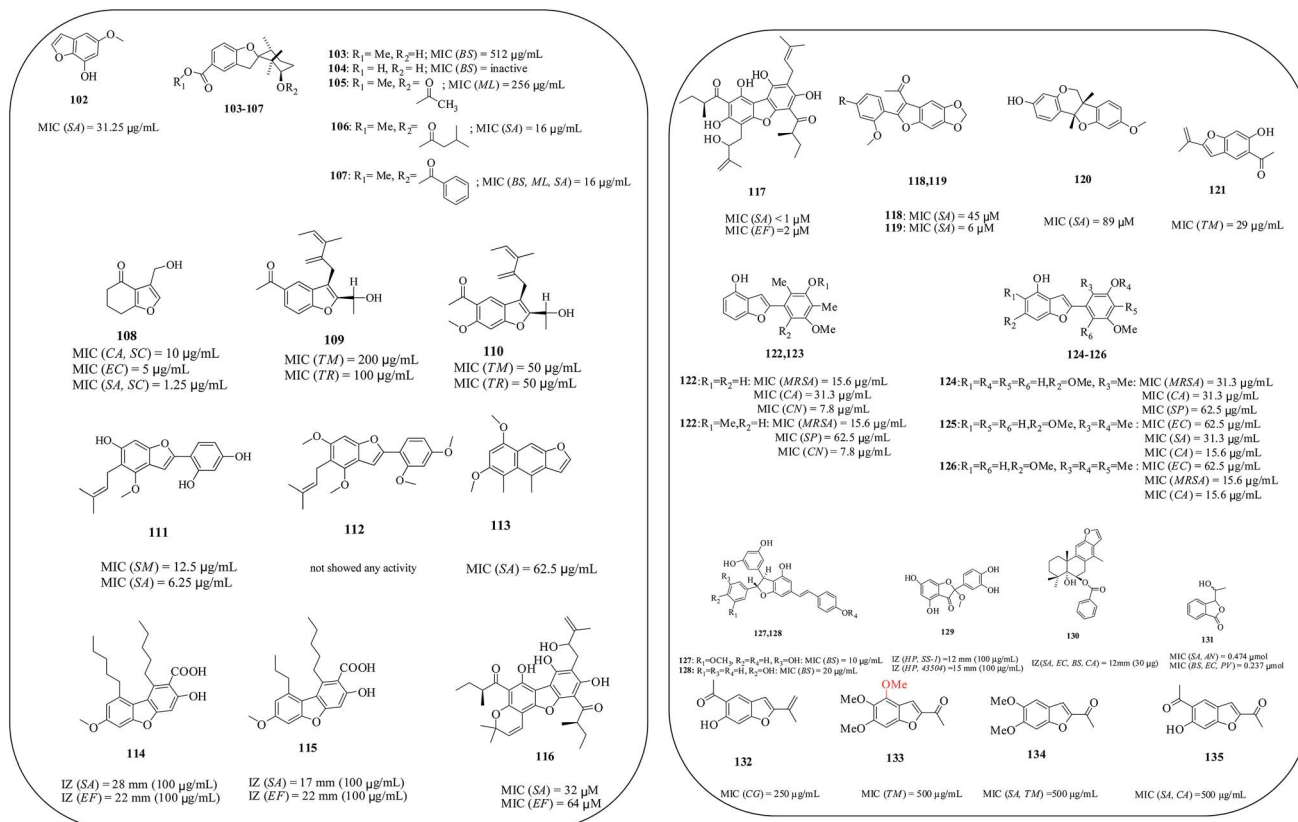 102
MIC (SA) = 31.25 µg/mL
103-107
103: R1= Me, R2=H; MIC (BS) = 512 µg/mL
104: R1= H, R2= H; MIC (BS) = inactive
105: R1= Me, R2= ; MIC (ML) = 256 µg/mL
106: R1= Me, R2= ; MIC (SA) = 16 µg/mL
107: R1= Me, R2= ; MIC (BS, ML, SA) = 16 µg/mL
108
MIC (CA, SC) = 10 µg/mL
MIC (EC) = 5 µg/mL
MIC (SA, SC) = 1.25 µg/mL
109
MIC (TM) = 200 µg/mL
MIC (TR) = 100 µg/mL
110
MIC (TM) = 50 µg/mL
MIC (TR) = 50 µg/mL
111
MIC (SM) = 12.5 µg/mL
MIC (SA) = 6.25 µg/mL
112
not showed any activity
113
MIC (SA) = 62.5 µg/mL
114
IZ (SA) = 28 mm (100 µg/mL)
IZ (EF) = 22 mm (100 µg/mL)
115
IZ (SA) = 17 mm (100 µg/mL)
IZ (EF) = 22 mm (100 µg/mL)
116
MIC (SA) = 32 µM
MIC (EF) = 64 µM
117
MIC (SA) <1 µM
MIC (EF) =2 µM
118,119
118: MIC (SA) = 45 µM
119: MIC (SA) = 6 µM
120
MIC (SA) = 89 µM
121
MIC (TM) = 29 µg/mL
122,123
122:R1=R2=H: MIC (MRSA) = 15.6 µg/mL
MIC (CA) = 31.3 µg/mL
MIC (CN) = 7.8 µg/mL
122:R1=Me,R2=H: MIC (MRSA) = 15.6 µg/mL
MIC (SP) = 62.5 µg/mL
MIC (CN) = 7.8 µg/mL
124-126
124:R1=R4=R5=R6=H,R2=OMe, R3=Me: MIC (MRSA) = 31.3 µg/mL
MIC (CA) = 31.3 µg/mL
MIC (SP) = 62.5 µg/mL
125:R1=R5=R6=H,R2=OMe, R3=R4=Me : MIC (EC) = 62.5 µg/mL
MIC (SA) = 31.3 µg/mL
MIC (CA) = 15.6 µg/mL
126:R1=R6=H,R2=OMe, R3=R4=R5=Me : MIC (EC) = 62.5 µg/mL
MIC (MRSA) = 15.6 µg/mL
MIC (CA) = 15.6 µg/mL
127,128
127: R1=OCH3, R2=R4=H, R3=OH: MIC (BS) = 10 µg/mL
128: R1=R3=R4=H, R2=OH: MIC (BS) = 20 µg/mL
129
IZ (HP, SS-1) =12 mm (100 µg/mL)
IZ (HP, 43504) =15 mm (100 µg/mL)
130
IZ(SA, EC, BS, CA) = 12mm (30 µg)
131
MIC (SA, AN) = 0.474 µmol
MIC (BS, EC, PV) = 0.237 µmol
132
MIC (CG) = 250 µg/mL
133
MIC (TM) = 500 µg/mL
134
MIC (SA, TM) =500 µg/mL
135
MIC (SA, CA) =500 µg/mL